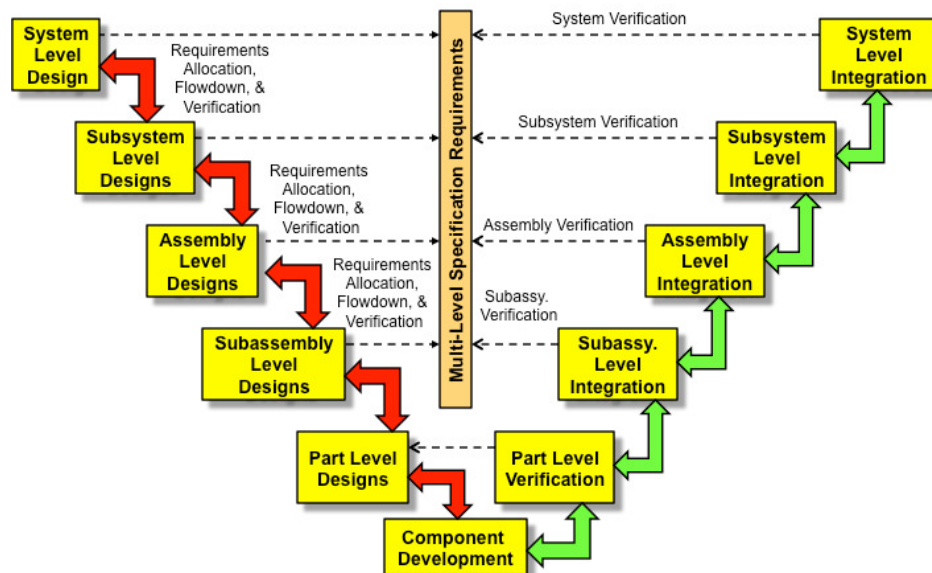 System
Level
Design
Requirements
Allocation,
Flowdown, &
Verification
Multi-Level Specification Requirements
System Verification
System
Level
Integration
Subsystem
Level
Designs
Requirements
Allocation,
Flowdown, &
Verification
Subsystem Verification
Subsystem
Level
Integration
Assembly
Level
Designs
Requirements
Allocation,
Flowdown, &
Verification
Assembly Verification
Assembly
Level
Integration
Subassembly
Level
Designs
Subassy.
Verification
Subassy.
Level
Integration
Part Level
Designs
Part Level
Verification
Component
Development